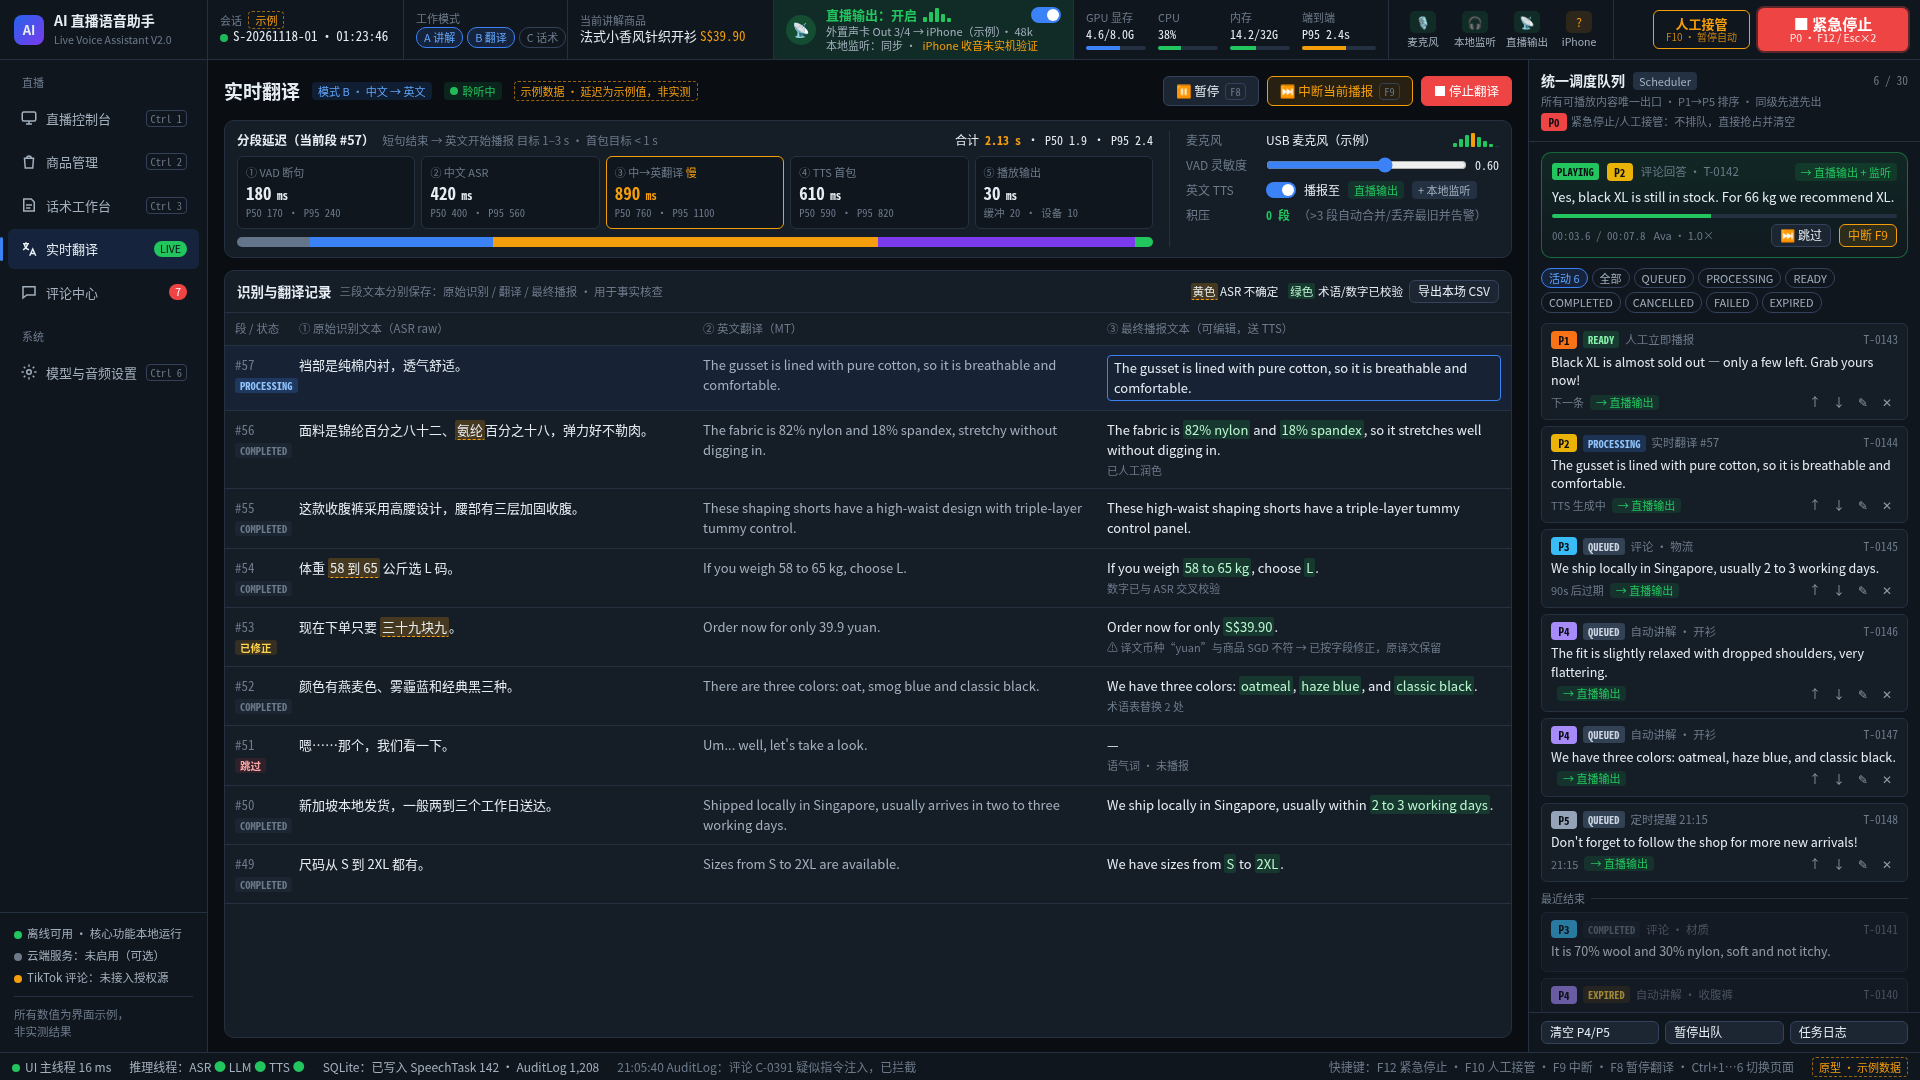 AI
AI 直播语音助手
Live Voice Assistant V2.0
会话 示例
S-20261118-01 · 01:23:46
工作模式
A 讲解 B 翻译 C 话术
当前讲解商品
法式小香风针织开衫 S$39.90
直播输出：开启
外置声卡 Out 3/4 → iPhone（示例）· 48k
本地监听：同步 · iPhone 收音未实机验证
GPU 显存
4.6/8.0G
CPU
38%
内存
14.2/32G
端到端
P95 2.4s
麦克风
本地监听
直播输出
?
iPhone
人工接管
F10 · 暂停自动
紧急停止
P0 · F12 / Esc×2
直播
直播控制台 Ctrl 1
商品管理 Ctrl 2
话术工作台 Ctrl 3
实时翻译 LIVE
评论中心 7
系统
模型与音频设置 Ctrl 6
离线可用 · 核心功能本地运行
云端服务：未启用（可选）
TikTok 评论：未接入授权源
所有数值为界面示例，
非实测结果
实时翻译 模式 B · 中文 → 英文 聆听中 示例数据 · 延迟为示例值，非实测
暂停 F8 中断当前播报 F9 停止翻译
分段延迟（当前段 #57） 短句结束 → 英文开始播报 目标 1–3 s · 首包目标 < 1 s 合计 2.13 s · P50 1.9 · P95 2.4
① VAD 断句
180 ms
P50 170 · P95 240
② 中文 ASR
420 ms
P50 400 · P95 560
③ 中→英翻译 慢
890 ms
P50 760 · P95 1100
④ TTS 首包
610 ms
P50 590 · P95 820
⑤ 播放输出
30 ms
缓冲 20 · 设备 10
麦克风 USB 麦克风（示例）
VAD 灵敏度 0.60
英文 TTS 播报至 直播输出 + 本地监听
积压 0 段 （>3 段自动合并/丢弃最旧并告警）
识别与翻译记录 三段文本分别保存：原始识别 / 翻译 / 最终播报 · 用于事实核查 黄色 ASR 不确定 绿色 术语/数字已校验 导出本场 CSV
段 / 状态 ① 原始识别文本（ASR raw） ② 英文翻译（MT） ③ 最终播报文本（可编辑，送 TTS）
#57
PROCESSING
裆部是纯棉内衬，透气舒适。
The gusset is lined with pure cotton, so it is breathable and
comfortable.
The gusset is lined with pure cotton, so it is breathable and
comfortable.
#56
COMPLETED
面料是锦纶百分之八十二、氨纶百分之十八，弹力好不勒肉。
The fabric is 82% nylon and 18% spandex, stretchy without
digging in.
The fabric is 82% nylon and 18% spandex, so it stretches well
without digging in.
已人工润色
#55
COMPLETED
这款收腹裤采用高腰设计，腰部有三层加固收腹。
These shaping shorts have a high-waist design with triple-layer
tummy control.
These high-waist shaping shorts have a triple-layer tummy
control panel.
#54
COMPLETED
体重 58 到 65 公斤选 L 码。
If you weigh 58 to 65 kg, choose L.
If you weigh 58 to 65 kg, choose L.
数字已与 ASR 交叉校验
#53
已修正
现在下单只要 三十九块九。
Order now for only 39.9 yuan.
Order now for only S$39.90.
⚠ 译文币种“yuan”与商品 SGD 不符 → 已按字段修正，原译文保留
#52
COMPLETED
颜色有燕麦色、雾霾蓝和经典黑三种。
There are three colors: oat, smog blue and classic black.
We have three colors: oatmeal, haze blue, and classic black.
术语表替换 2 处
#51
跳过
嗯……那个，我们看一下。
Um... well, let's take a look.
—
语气词 · 未播报
#50
COMPLETED
新加坡本地发货，一般两到三个工作日送达。
Shipped locally in Singapore, usually arrives in two to three
working days.
We ship locally in Singapore, usually within 2 to 3 working days.
#49
COMPLETED
尺码从 S 到 2XL 都有。
Sizes from S to 2XL are available.
We have sizes from S to 2XL.
统一调度队列 Scheduler 6 / 30
所有可播放内容唯一出口 · P1→P5 排序 · 同级先进先出
P0 紧急停止/人工接管：不排队，直接抢占并清空
PLAYING P2 评论回答 · T-0142 → 直播输出 + 监听
Yes, black XL is still in stock. For 66 kg we recommend XL.
00:03.6 / 00:07.8 Ava · 1.0× 跳过 中断 F9
活动 6 全部 QUEUED PROCESSING READY
COMPLETED CANCELLED FAILED EXPIRED
P1 READY 人工立即播报 T-0143
Black XL is almost sold out — only a few left. Grab yours
now!
下一条 → 直播输出 ↑ ↓ ✎ ✕
P2 PROCESSING 实时翻译 #57 T-0144
The gusset is lined with pure cotton, so it is breathable and
comfortable.
TTS 生成中 → 直播输出 ↑ ↓ ✎ ✕
P3 QUEUED 评论 · 物流 T-0145
We ship locally in Singapore, usually 2 to 3 working days.
90s 后过期 → 直播输出 ↑ ↓ ✎ ✕
P4 QUEUED 自动讲解 · 开衫 T-0146
The fit is slightly relaxed with dropped shoulders, very
flattering.
→ 直播输出 ↑ ↓ ✎ ✕
P4 QUEUED 自动讲解 · 开衫 T-0147
We have three colors: oatmeal, haze blue, and classic black.
→ 直播输出 ↑ ↓ ✎ ✕
P5 QUEUED 定时提醒 21:15 T-0148
Don't forget to follow the shop for more new arrivals!
21:15 → 直播输出 ↑ ↓ ✎ ✕
最近结束
P3 COMPLETED 评论 · 材质 T-0141
It is 70% wool and 30% nylon, soft and not itchy.
P4 EXPIRED 自动讲解 · 收腹裤 T-0140
清空 P4/P5 暂停出队 任务日志
UI 主线程 16 ms 推理线程：ASR LLM TTS SQLite：已写入 SpeechTask 142 · AuditLog 1,208 21:05:40 AuditLog：评论 C-0391 疑似指令注入，已拦截 快捷键：F12 紧急停止 · F10 人工接管 · F9 中断 · F8 暂停翻译 · Ctrl+1…6 切换页面 原型 · 示例数据